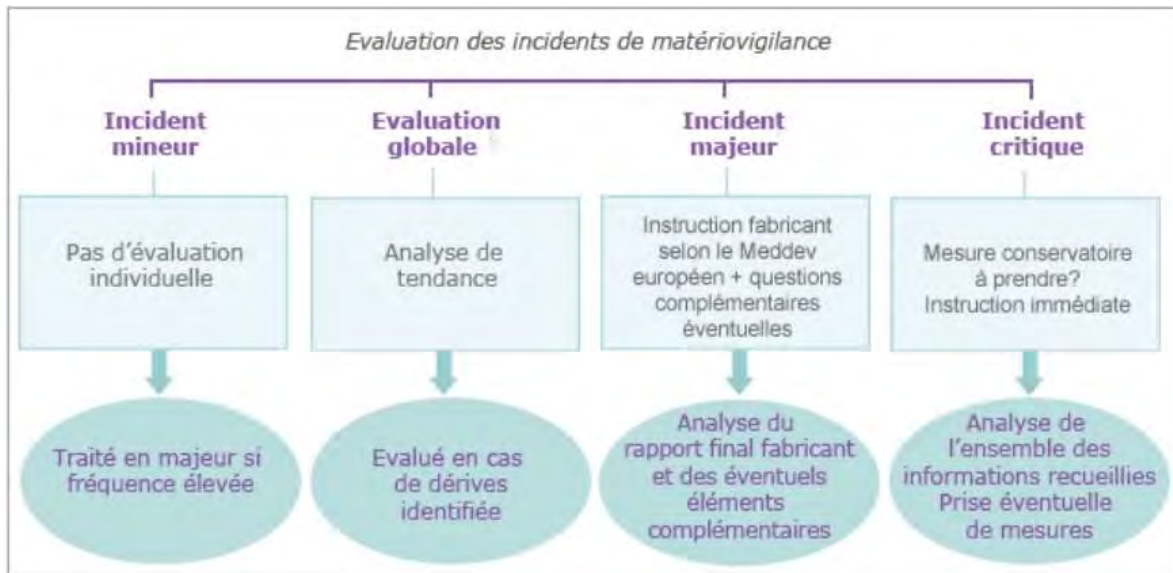 Evaluation des incidents de matériovigilance
Incident
mineur
Evaluation
globale
Incident
majeur
Incident
critique
Pas d'évaluation
individuelle
Analyse de
tendance
Instruction fabricant
selon le Meddev
européen + questions
complémentaires
éventuelles
Mesure conservatoire
à prendre?
Instruction immédiate
Traité en majeur si
fréquence élevée
Evalué en cas
de dérives
identifiée
Analyse du
rapport final fabricant
et des éventuels
éléments
complémentaires
Analyse de
l'ensemble des
informations recueillies
Prise éventuelle
de mesures